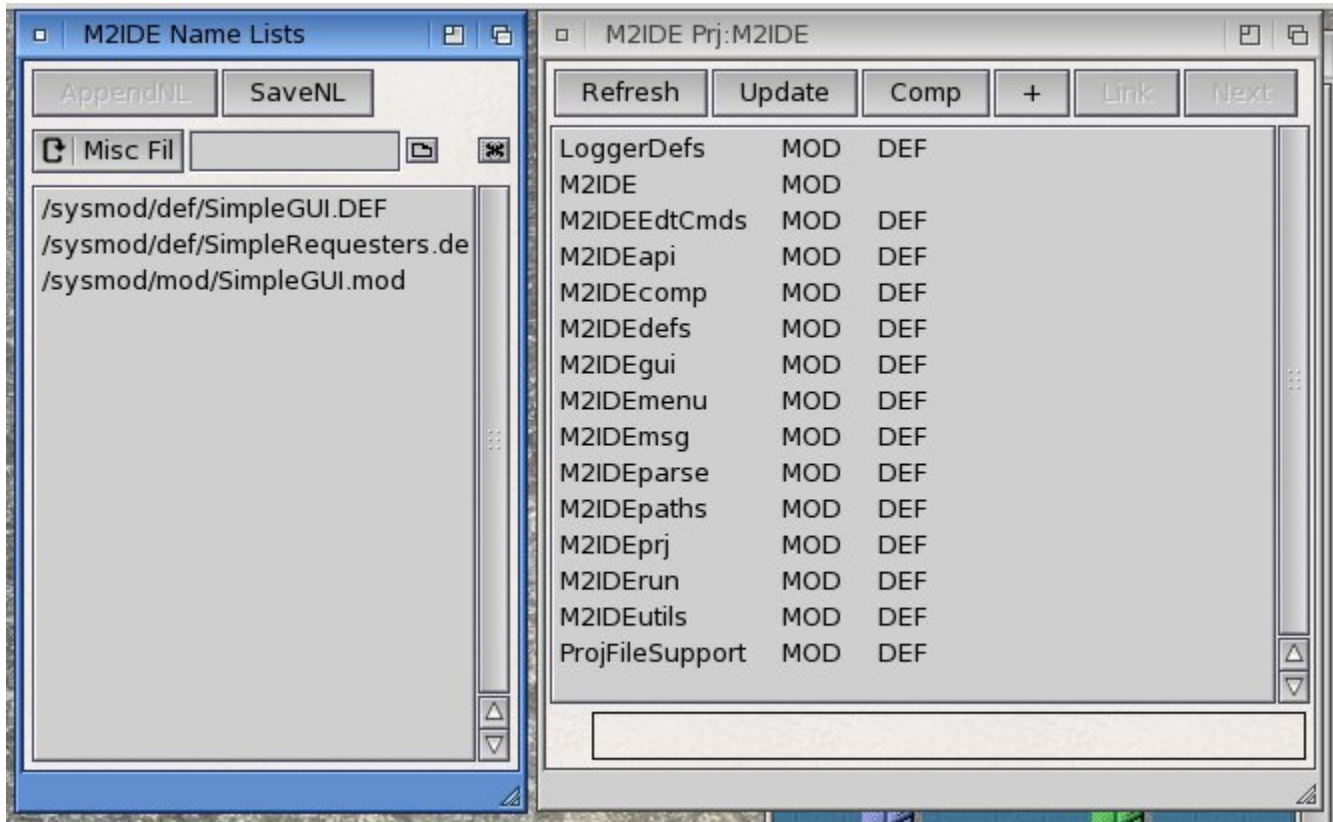 M2IDE Name Lists
AppendNL SaveNL
Misc Fil
/sysmod/def/SimpleGUI.DEF
/sysmod/def/SimpleRequesters.de
/sysmod/mod/SimpleGUI.mod
M2IDE Prj:M2IDE
Refresh Update Comp + Link Next
LoggerDefs MOD DEF
M2IDE MOD
M2IDEEdtCmds MOD DEF
M2IDEapi MOD DEF
M2IDEcomp MOD DEF
M2IDEdefs MOD DEF
M2IDEgui MOD DEF
M2IDEmenu MOD DEF
M2IDEmsg MOD DEF
M2IDEparse MOD DEF
M2IDEpaths MOD DEF
M2IDEprj MOD DEF
M2IDErun MOD DEF
M2IDEutils MOD DEF
ProjFileSupport MOD DEF